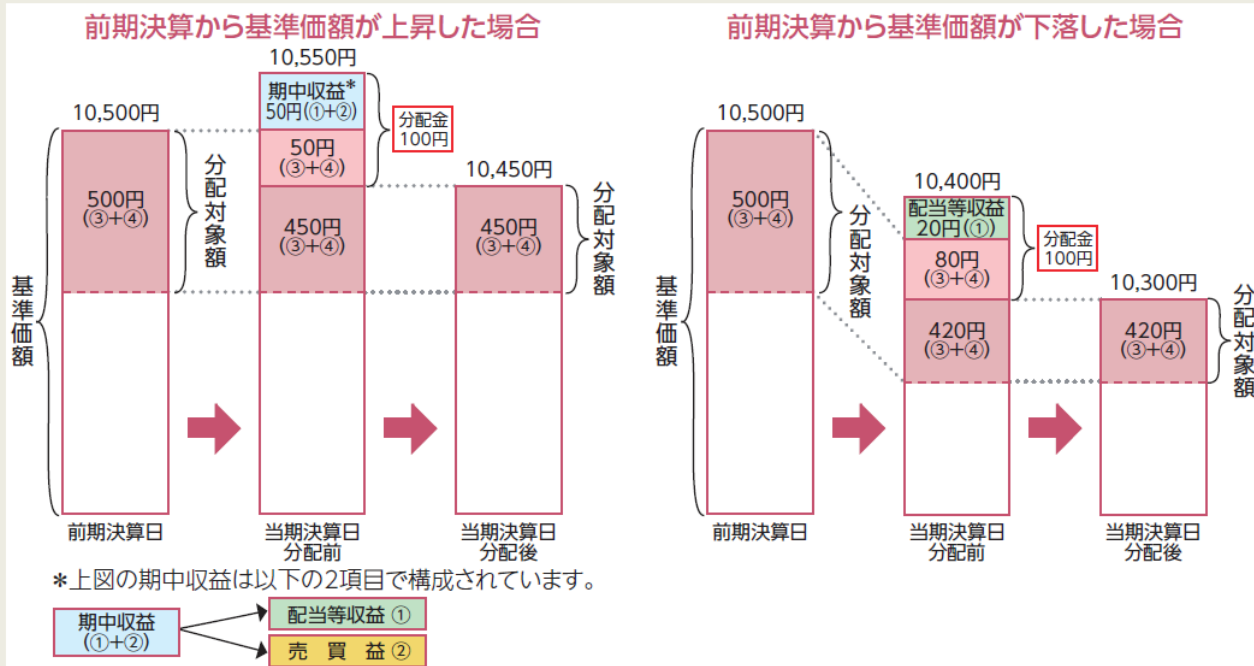 前期決算から基準価額が上昇した場合
10,500円
500円
(③+④)
分配対象額
基準価額
前期決算日
10,550円
期中収益*
50円(①+②)
50円
(③+④)
450円
(③+④)
分配金
100円
当期決算日
分配前
10,450円
450円
(③+④)
分配対象額
当期決算日
分配後
*上図の期中収益は以下の2項目で構成されています。
期中収益
(①+②)
配当等収益 ①
売 買 益 ②
前期決算から基準価額が下落した場合
10,500円
500円
(③+④)
分配対象額
基準価額
前期決算日
10,400円
配当等収益
20円(①)
80円
(③+④)
420円
(③+④)
分配金
100円
当期決算日
分配前
10,300円
420円
(③+④)
分配対象額
当期決算日
分配後